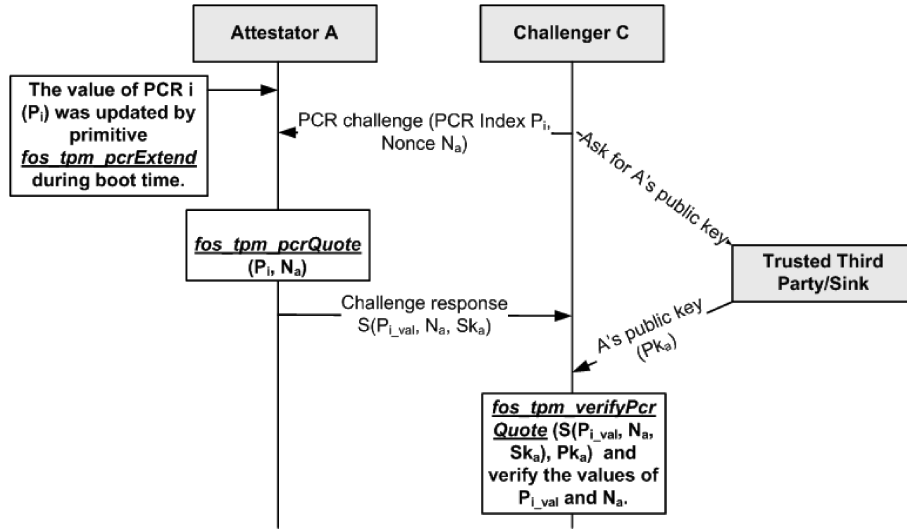 Attestator A
Challenger C
The value of PCR i
(Pi) was updated by
primitive
fos_tpm_pcrExtend
during boot time.
PCR challenge (PCR Index Pi,
Nonce Na)
-Ask for A's public key-
fos_tpm_pcrQuote
(Pi, Na)
Trusted Third
Party/Sink
Challenge response
S(Pi_val, Na, Ska)
A's public key
(Pka)
fos_tpm_verifyPcr
Quote (S(Pi_val, Na,
Ska), Pka) and
verify the values of
Pi_val and Na.